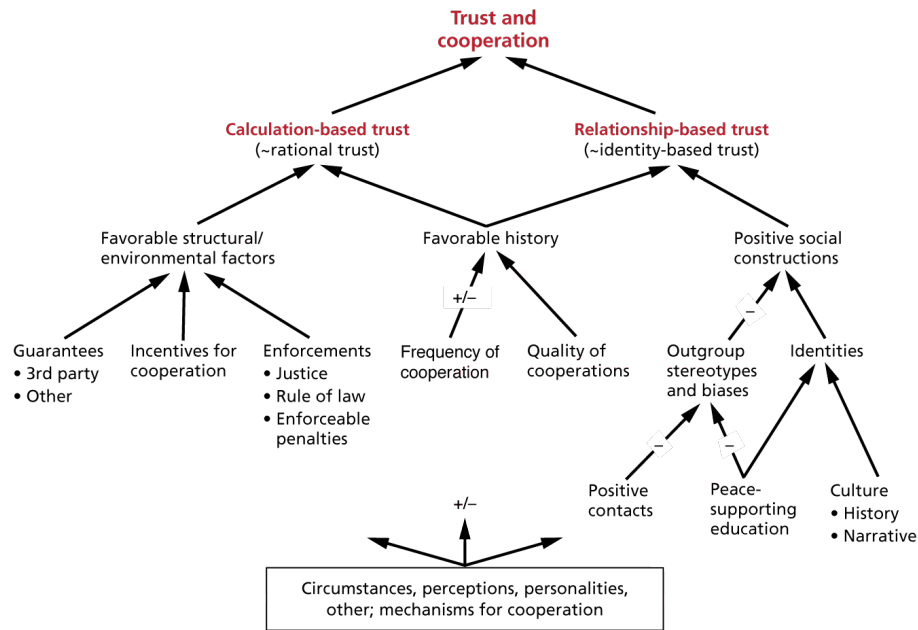 Trust and
cooperation
Calculation-based trust
(~rational trust)
Relationship-based trust
(~identity-based trust)
Favorable structural/
environmental factors
Favorable history
Positive social
constructions
+/–
–
Guarantees
• 3rd party
• Other
Incentives for
cooperation
Enforcements
• Justice
• Rule of law
• Enforceable
penalties
Frequency of
cooperation
Quality of
cooperations
Outgroup
stereotypes
and biases
Identities
–
–
Positive
contacts
Peace-
supporting
education
Culture
• History
• Narrative
+/–
Circumstances, perceptions, personalities,
other; mechanisms for cooperation